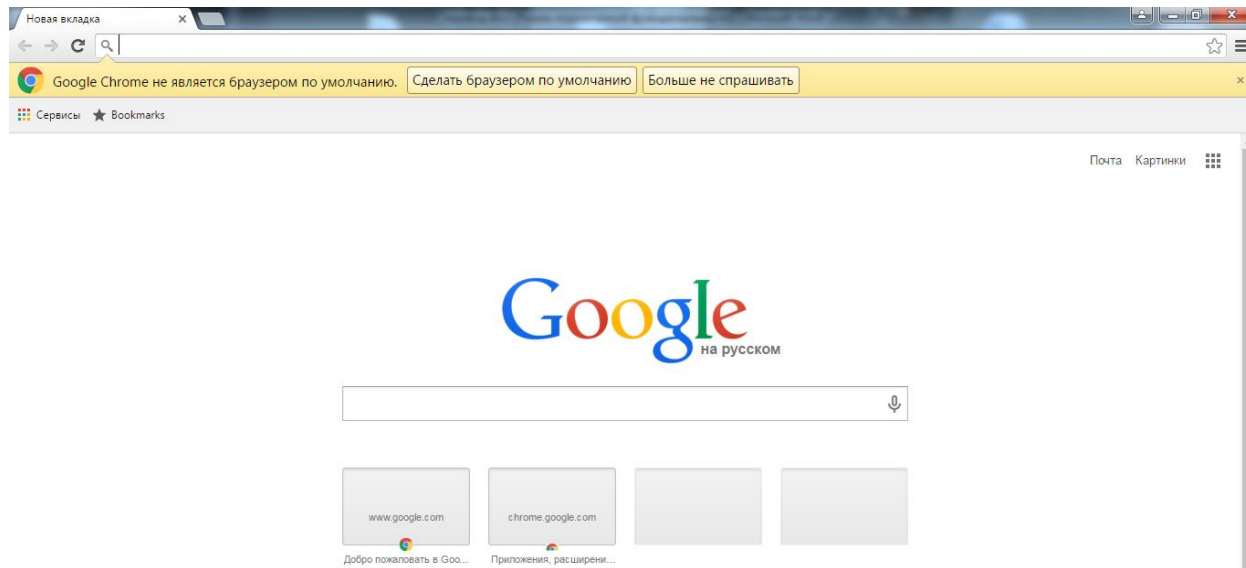 Новая вкладка
Google Chrome не является браузером по умолчанию. Сделать браузером по умолчанию Больше не спрашивать
Сервисы Bookmarks
Почта Картинки
Google
на русском
www.google.com chrome.google.com
Добро пожаловать в Goo... Приложения, расширени...